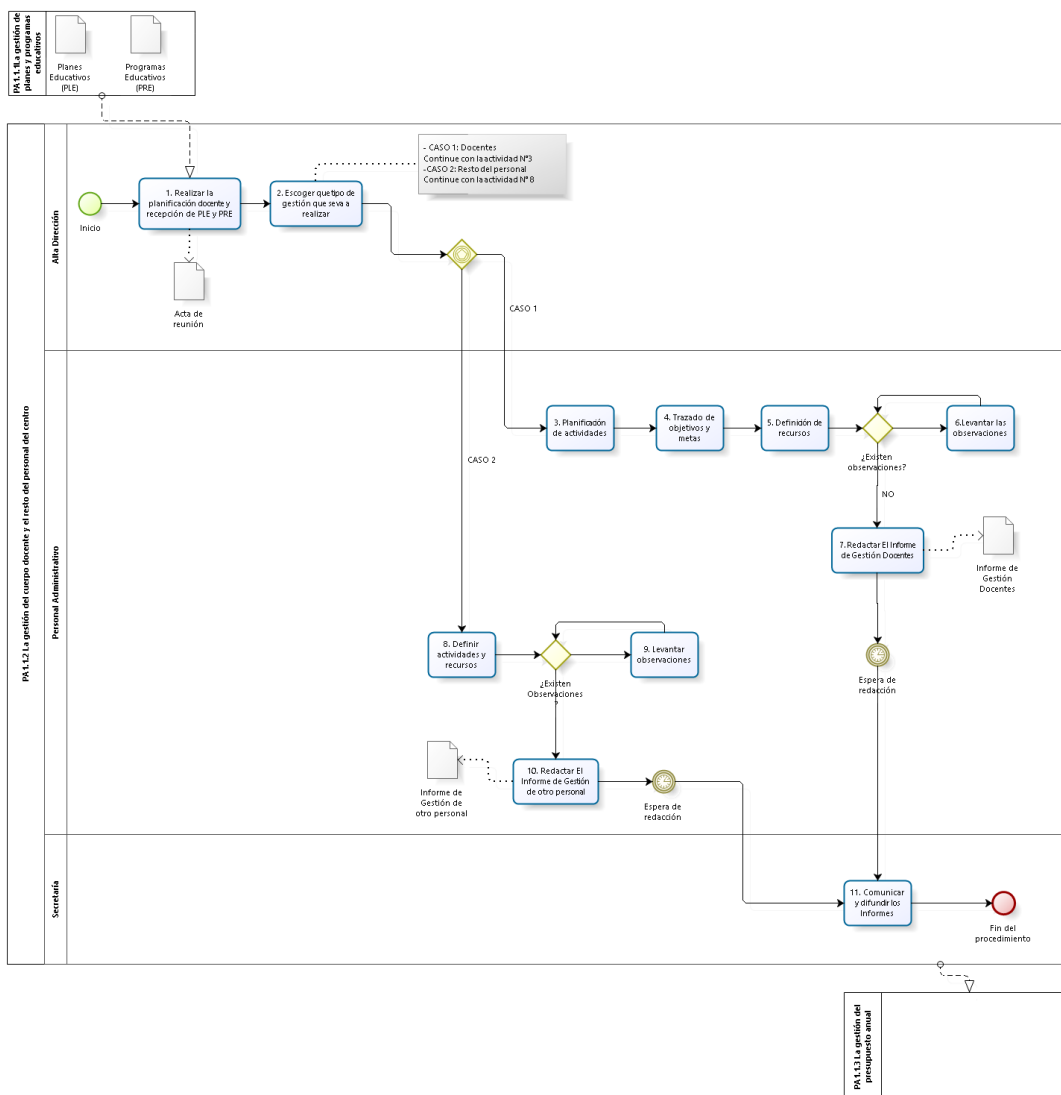 PA1.1.1La gestión de
planes y programas
educativos
Planes
Educativos
(PLE)
Programas
Educativos
(PRE)
PA1.1.2 La gestión del cuerpo docente y el resto del personal del centro
Alta Dirección
Inicio
1. Realizar la
planificación docente y
recepción de PLE y PRE
Acta de
reunión
2. Escoger que tipo de
gestión que se va a
realizar
- CASO 1: Docentes
Continue con la actividad N°3
-CASO 2: Resto del personal
Continue con la actividad N° 8
CASO 1
CASO 2
Personal Administrativo
3. Planificación
de actividades
4. Trazado de
objetivos y
metas
5. Definición de
recursos
¿Existen
observaciones?
6.Levantar las
observaciones
NO
7. Redactar El Informe
de Gestión Docentes
Informe de
Gestión
Docentes
Espera de
redacción
8. Definir
actividades y
recursos
¿Existen
Observaciones
?
9. Levantar
observaciones
10. Redactar El
Informe de Gestión
de otro personal
Informe de
Gestión de
otro personal
Espera de
redacción
Secretaría
11. Comunicar
y difundir los
Informes
Fin del
procedimiento
PA1.1.3 La gestión del
presupuesto anual